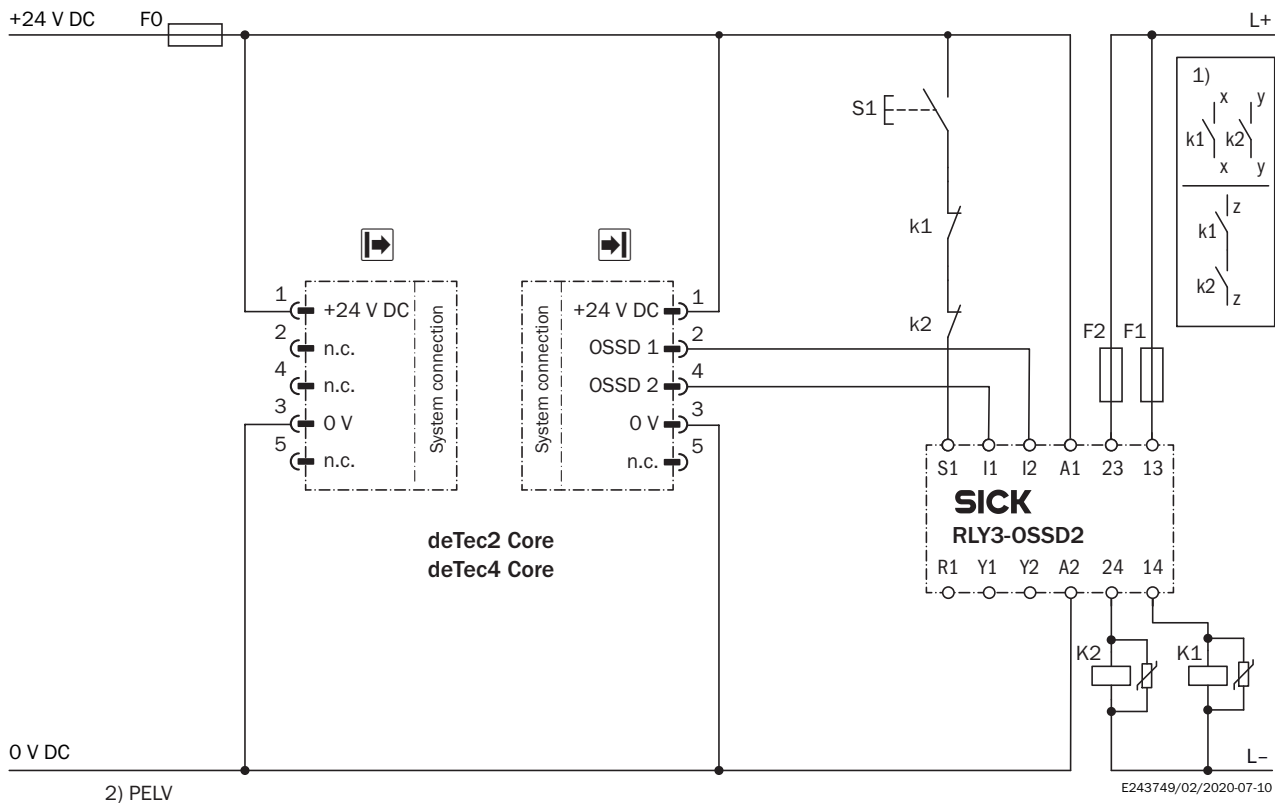 +24 V DC
F0
L+
1)
x
y
k1
k2
x
y
z
k1
k2
z
S1
k1
k2
F2
F1
1
+24 V DC
2
n.c.
4
n.c.
3
0 V
5
n.c.
System connection
System connection
+24 V DC
1
OSSD 1
2
OSSD 2
4
0 V
3
n.c.
5
deTec2 Core
deTec4 Core
S1
I1
I2
A1
23
13
SICK
RLY3-OSSD2
R1
Y1
Y2
A2
24
14
K2
K1
0 V DC
L–
2) PELV
E243749/02/2020-07-10